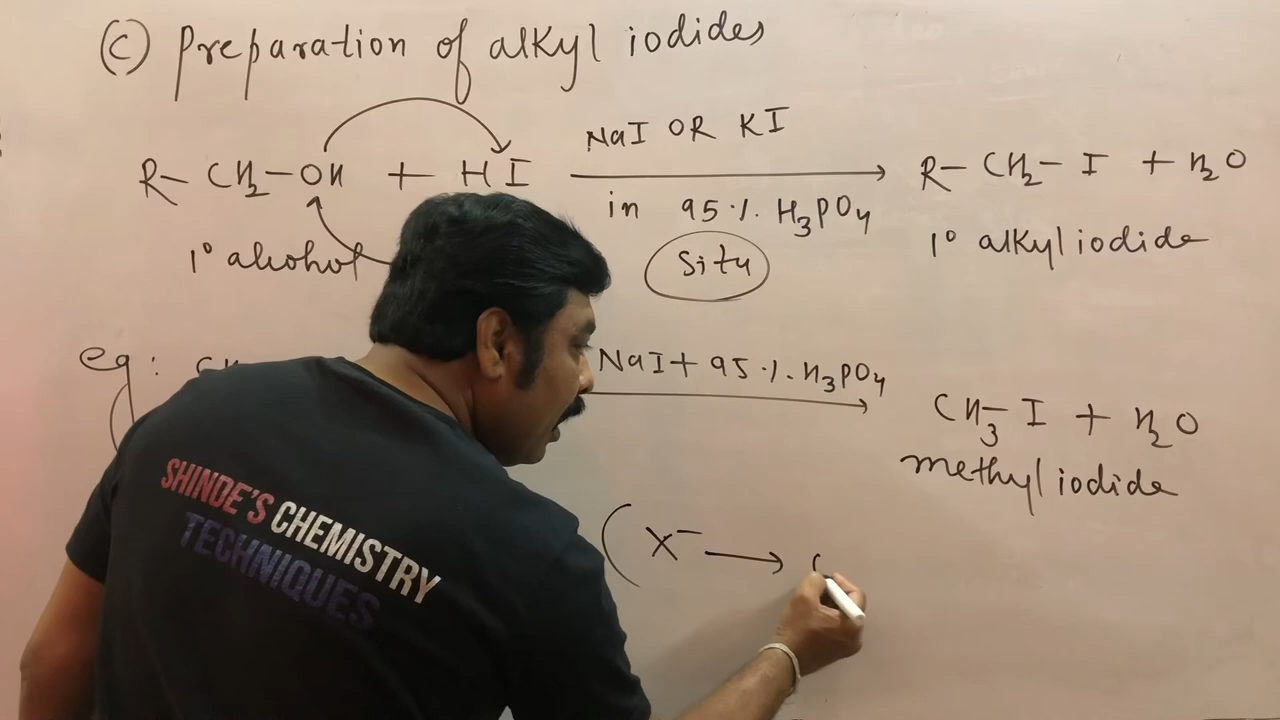 (C) Preparation of alkyl iodides
NaI OR KI
R– CH₂–OH + HI ⟶ R– CH₂– I + H₂O
in 95·/. H₃PO₄
1° alcohol
Situ
1° alkyl iodide
eg:
NaI + 95·/. H₃PO₄
CH₃–I + H₂O
methyl iodide
( X⁻ ⟶
SHINDE'S CHEMISTRY
TECHNIQUES